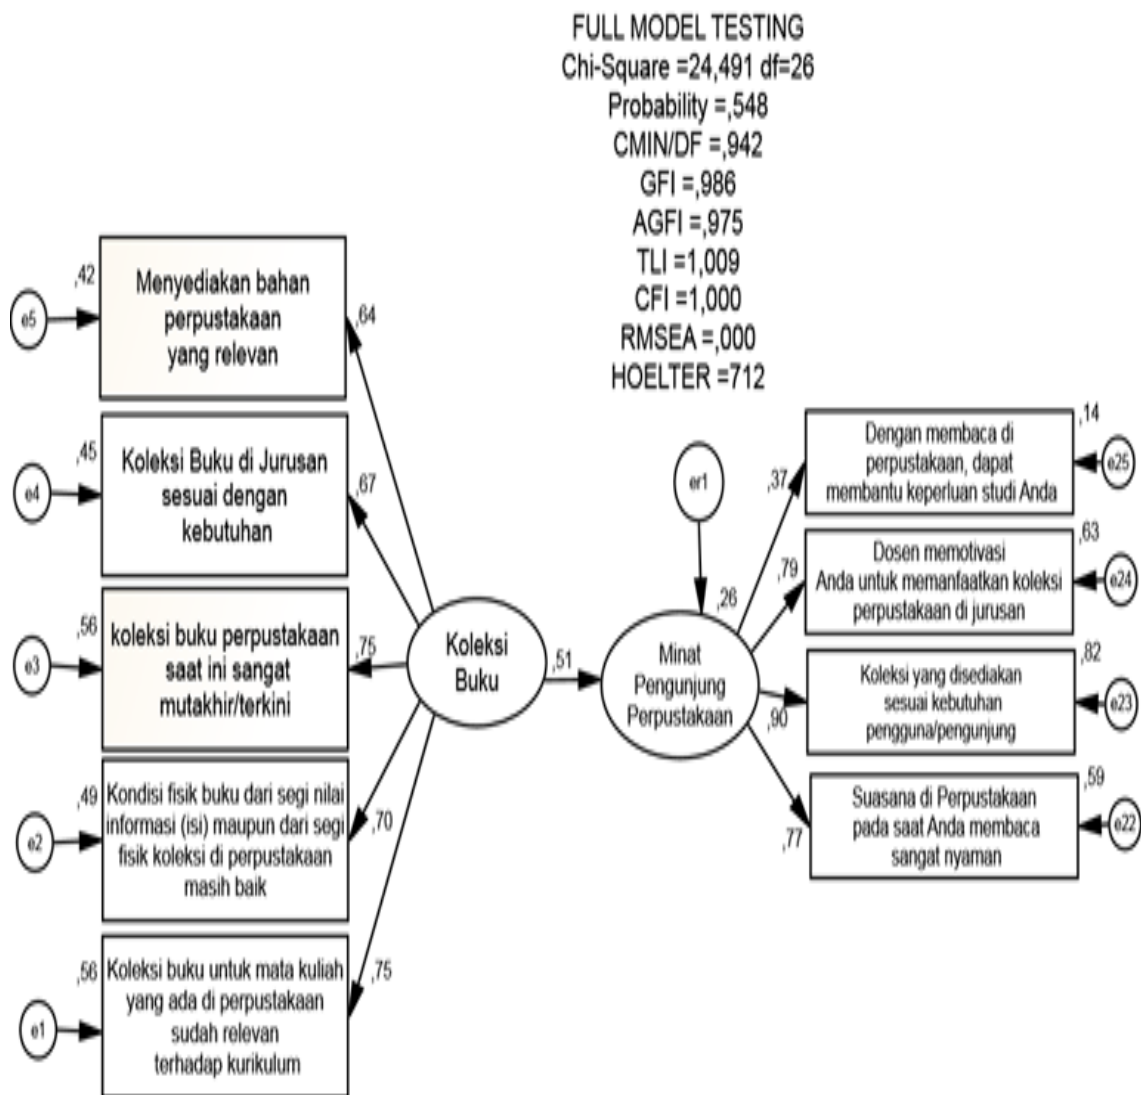 FULL MODEL TESTING
Chi-Square =24,491 df=26
Probability =,548
CMIN/DF =,942
GFI =,986
AGFI =,975
TLI =1,009
CFI =1,000
RMSEA =,000
HOELTER =712
e5
,42
Menyediakan bahan
perpustakaan
yang relevan
,64
e4
,45
Koleksi Buku di Jurusan
sesuai dengan
kebutuhan
,67
e3
,56
koleksi buku perpustakaan
saat ini sangat
mutakhir/terkini
,75
e2
,49
Kondisi fisik buku dari segi nilai
informasi (isi) maupun dari segi
fisik koleksi di perpustakaan
masih baik
,70
e1
,56
Koleksi buku untuk mata kuliah
yang ada di perpustakaan
sudah relevan
terhadap kurikulum
,75
Koleksi
Buku
,51
er1
,26
Minat
Pengunjung
Perpustakaan
,37
Dengan membaca di
perpustakaan, dapat
membantu keperluan studi Anda
,14
e25
,79
Dosen memotivasi
Anda untuk memanfaatkan koleksi
perpustakaan di jurusan
,63
e24
,90
Koleksi yang disediakan
sesuai kebutuhan
pengguna/pengunjung
,82
e23
,77
Suasana di Perpustakaan
pada saat Anda membaca
sangat nyaman
,59
e22